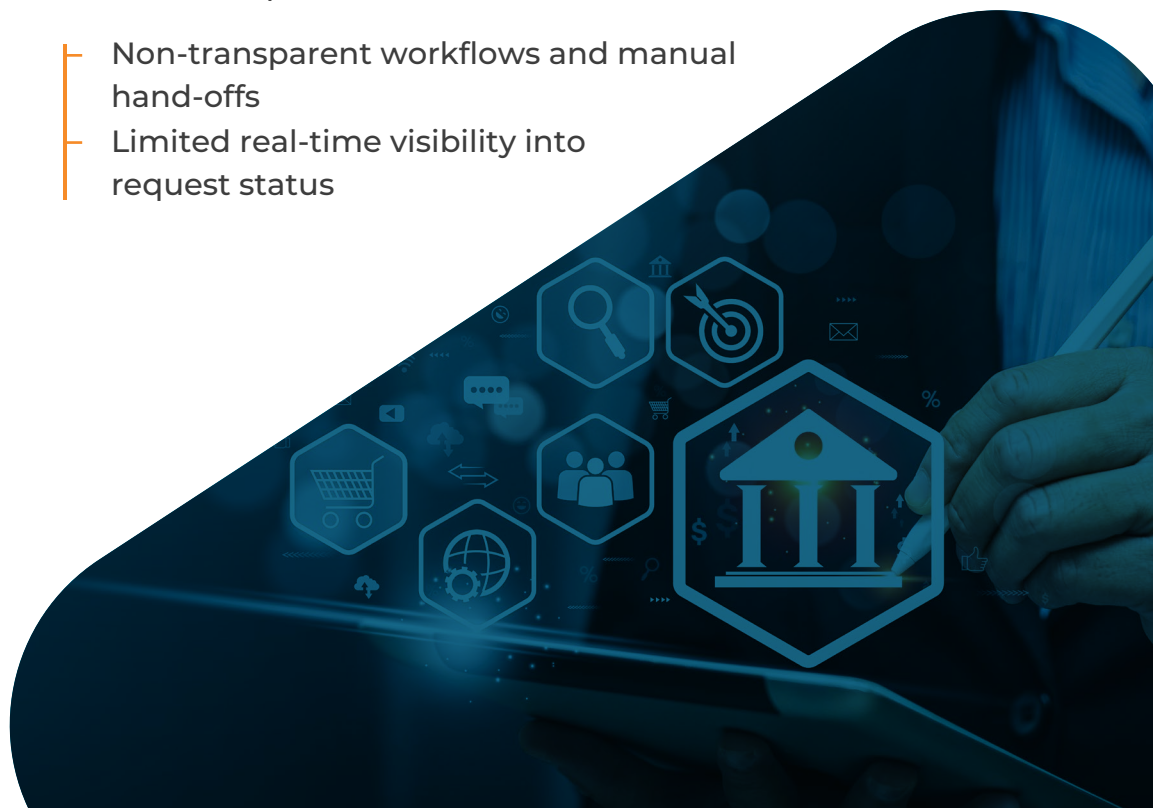 Non-transparent workflows and manual
hand-offs
Limited real-time visibility into
request status
%
$
$
%